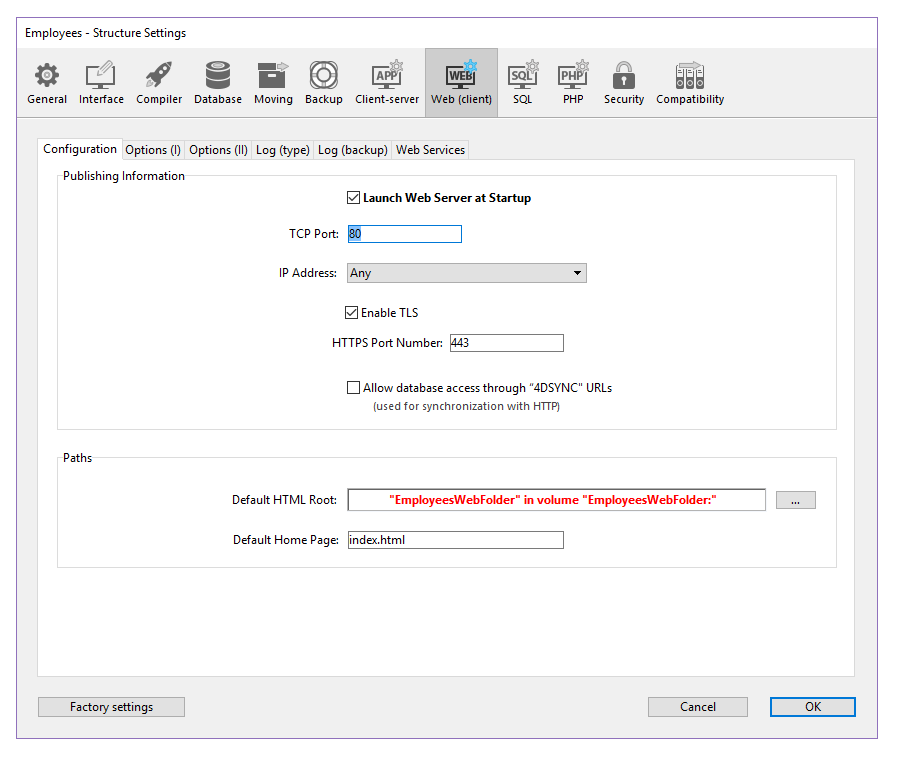 Employees - Structure Settings
General Interface Compiler Database Moving Backup Client-server Web (client) SQL PHP Security Compatibility
APP WEB SQL PHP
Configuration Options (I) Options (II) Log (type) Log (backup) Web Services
Publishing Information
Launch Web Server at Startup
TCP Port: 80
IP Address: Any
Enable TLS
HTTPS Port Number: 443
Allow database access through “4DSYNC" URLs
(used for synchronization with HTTP)
Paths
Default HTML Root: "EmployeesWebFolder" in volume "EmployeesWebFolder:" ...
Default Home Page: index.html
Factory settings Cancel OK